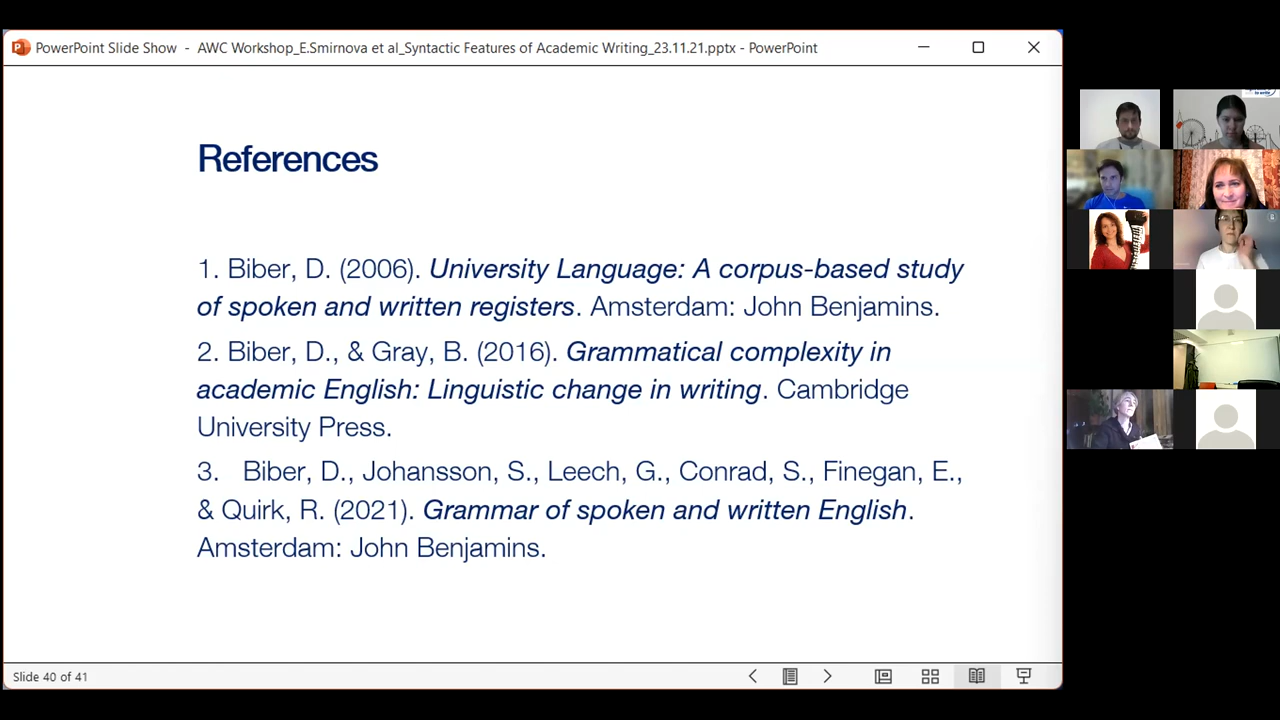 PowerPoint Slide Show - AWC Workshop_E.Smirnova et al_Syntactic Features of Academic Writing_23.11.21.pptx - PowerPoint
References
1. Biber, D. (2006). University Language: A corpus-based study
of spoken and written registers. Amsterdam: John Benjamins.
2. Biber, D., & Gray, B. (2016). Grammatical complexity in
academic English: Linguistic change in writing. Cambridge
University Press.
3. Biber, D., Johansson, S., Leech, G., Conrad, S., Finegan, E.,
& Quirk, R. (2021). Grammar of spoken and written English.
Amsterdam: John Benjamins.
Slide 40 of 41